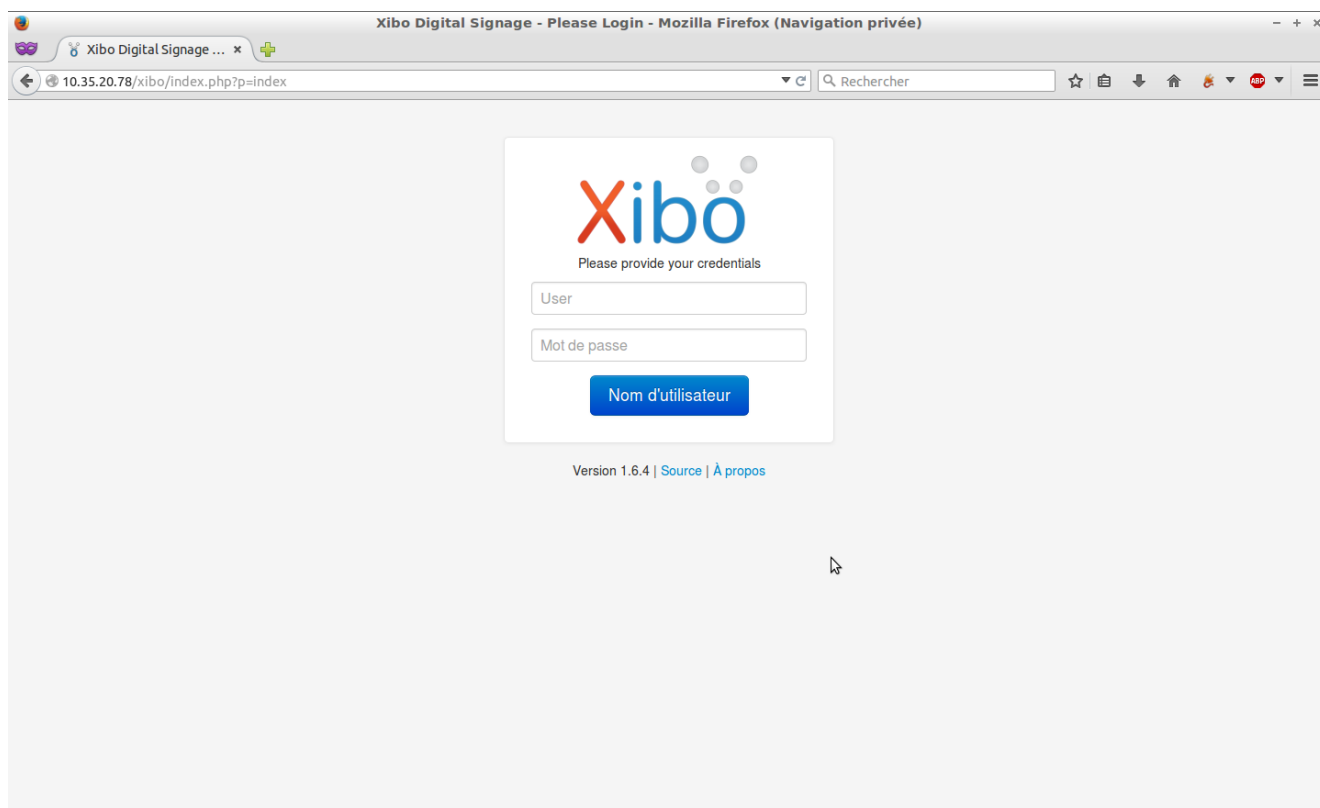 Xibo Digital Signage - Please Login - Mozilla Firefox (Navigation privée)
Xibo Digital Signage ...
10.35.20.78/xibo/index.php?p=index
Rechercher
ABP
Xibo
Please provide your credentials
User
Mot de passe
Nom d'utilisateur
Version 1.6.4 | Source | À propos